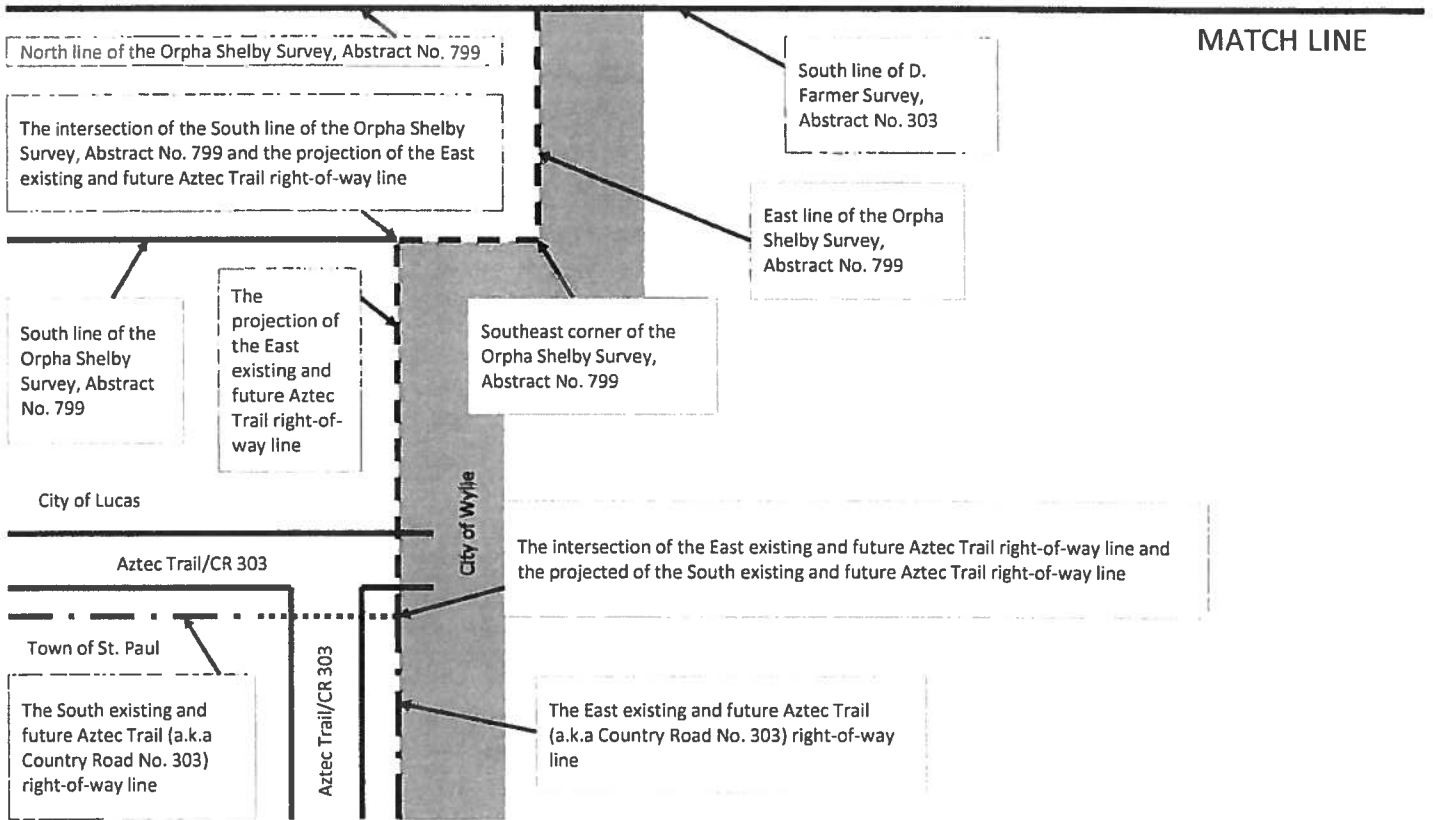 MATCH LINE
North line of the Orpha Shelby Survey, Abstract No. 799
South line of D.
Farmer Survey,
Abstract No. 303
The intersection of the South line of the Orpha Shelby
Survey, Abstract No. 799 and the projection of the East
existing and future Aztec Trail right-of-way line
East line of the Orpha
Shelby Survey,
Abstract No. 799
South line of the
Orpha Shelby
Survey, Abstract
No. 799
The
projection of
the East
existing and
future Aztec
Trail right-of-
way line
Southeast corner of the
Orpha Shelby Survey,
Abstract No. 799
City of Lucas
City of Wylie
Aztec Trail/CR 303
The intersection of the East existing and future Aztec Trail right-of-way line and
the projected of the South existing and future Aztec Trail right-of-way line
Town of St. Paul
Aztec Trail/CR 303
The South existing and
future Aztec Trail (a.k.a
Country Road No. 303)
right-of-way line
The East existing and future Aztec Trail
(a.k.a Country Road No. 303) right-of-way
line